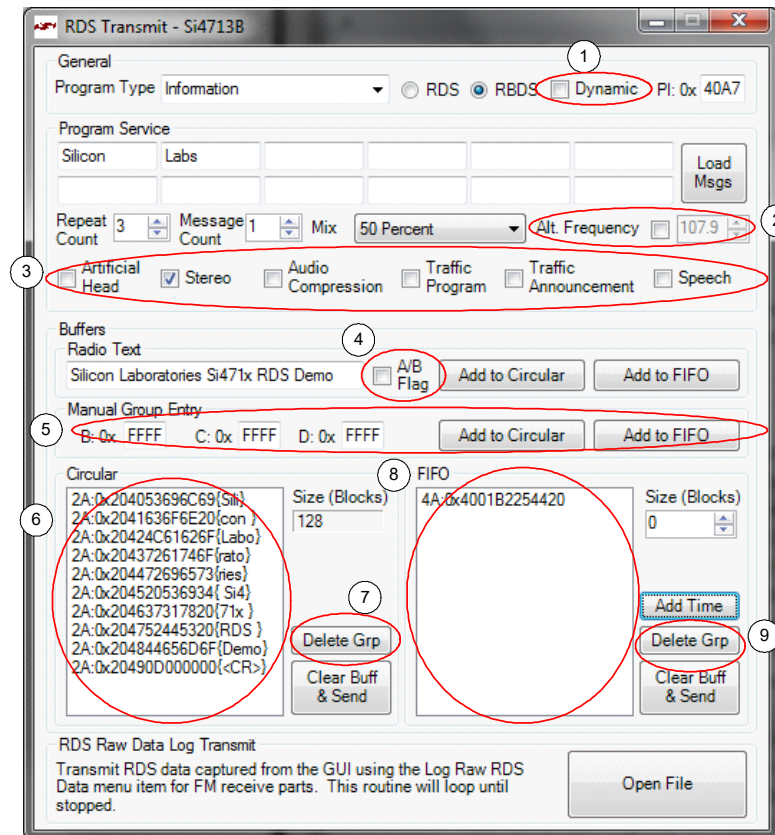 RDS Transmit - Si4713B
General
1
Program Type Information RDS RBDS Dynamic PI: 0x 40A7
Program Service
Silicon Labs
Load Msgs
Repeat Count 3 Message Count 1 Mix 50 Percent Alt. Frequency 107.9 2
3 Artificial Head Stereo Audio Compression Traffic Program Traffic Announcement Speech
Buffers
Radio Text
4
Silicon Laboratories Si471x RDS Demo A/B Flag Add to Circular Add to FIFO
Manual Group Entry
5 B: 0x FFFF C: 0x FFFF D: 0x FFFF Add to Circular Add to FIFO
Circular
6
2A:0x204053696C69{Sili}
2A:0x2041636F6E20{con }
2A:0x20424C61626F{Labo}
2A:0x20437261746F{rato}
2A:0x204472696573{ries}
2A:0x204520536934{ Si4}
2A:0x204637317820{71x }
2A:0x204752445320{RDS }
2A:0x204844656D6F{Demo}
2A:0x20490D000000{<CR>}
Size (Blocks)
128
7
Delete Grp
Clear Buff & Send
8 FIFO
4A:0x4001B2254420
Size (Blocks)
0
Add Time
Delete Grp 9
Clear Buff & Send
RDS Raw Data Log Transmit
Transmit RDS data captured from the GUI using the Log Raw RDS
Data menu item for FM receive parts. This routine will loop until
stopped.
Open File